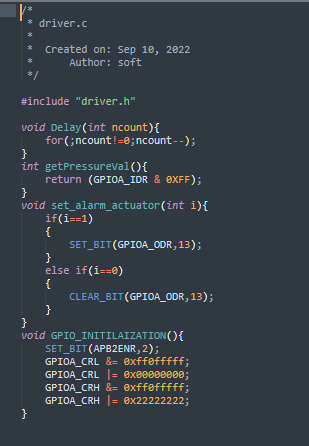 /*
 * driver.c
 *
 *  Created on: Sep 10, 2022
 *      Author: soft
 */

#include "driver.h"

void Delay(int ncount){
    for(;ncount!=0;ncount--);
}
int getPressureVal(){
    return (GPIOA_IDR & 0XFF);
}
void set_alarm_actuator(int i){
    if(i==1)
    {
        SET_BIT(GPIOA_ODR,13);
    }
    else if(i==0)
    {
        CLEAR_BIT(GPIOA_ODR,13);
    }
}
void GPIO_INITILAIZATION(){
    SET_BIT(APB2ENR,2);
    GPIOA_CRL &= 0xff0fffff;
    GPIOA_CRL |= 0x00000000;
    GPIOA_CRH &= 0xff0fffff;
    GPIOA_CRH |= 0x22222222;
}